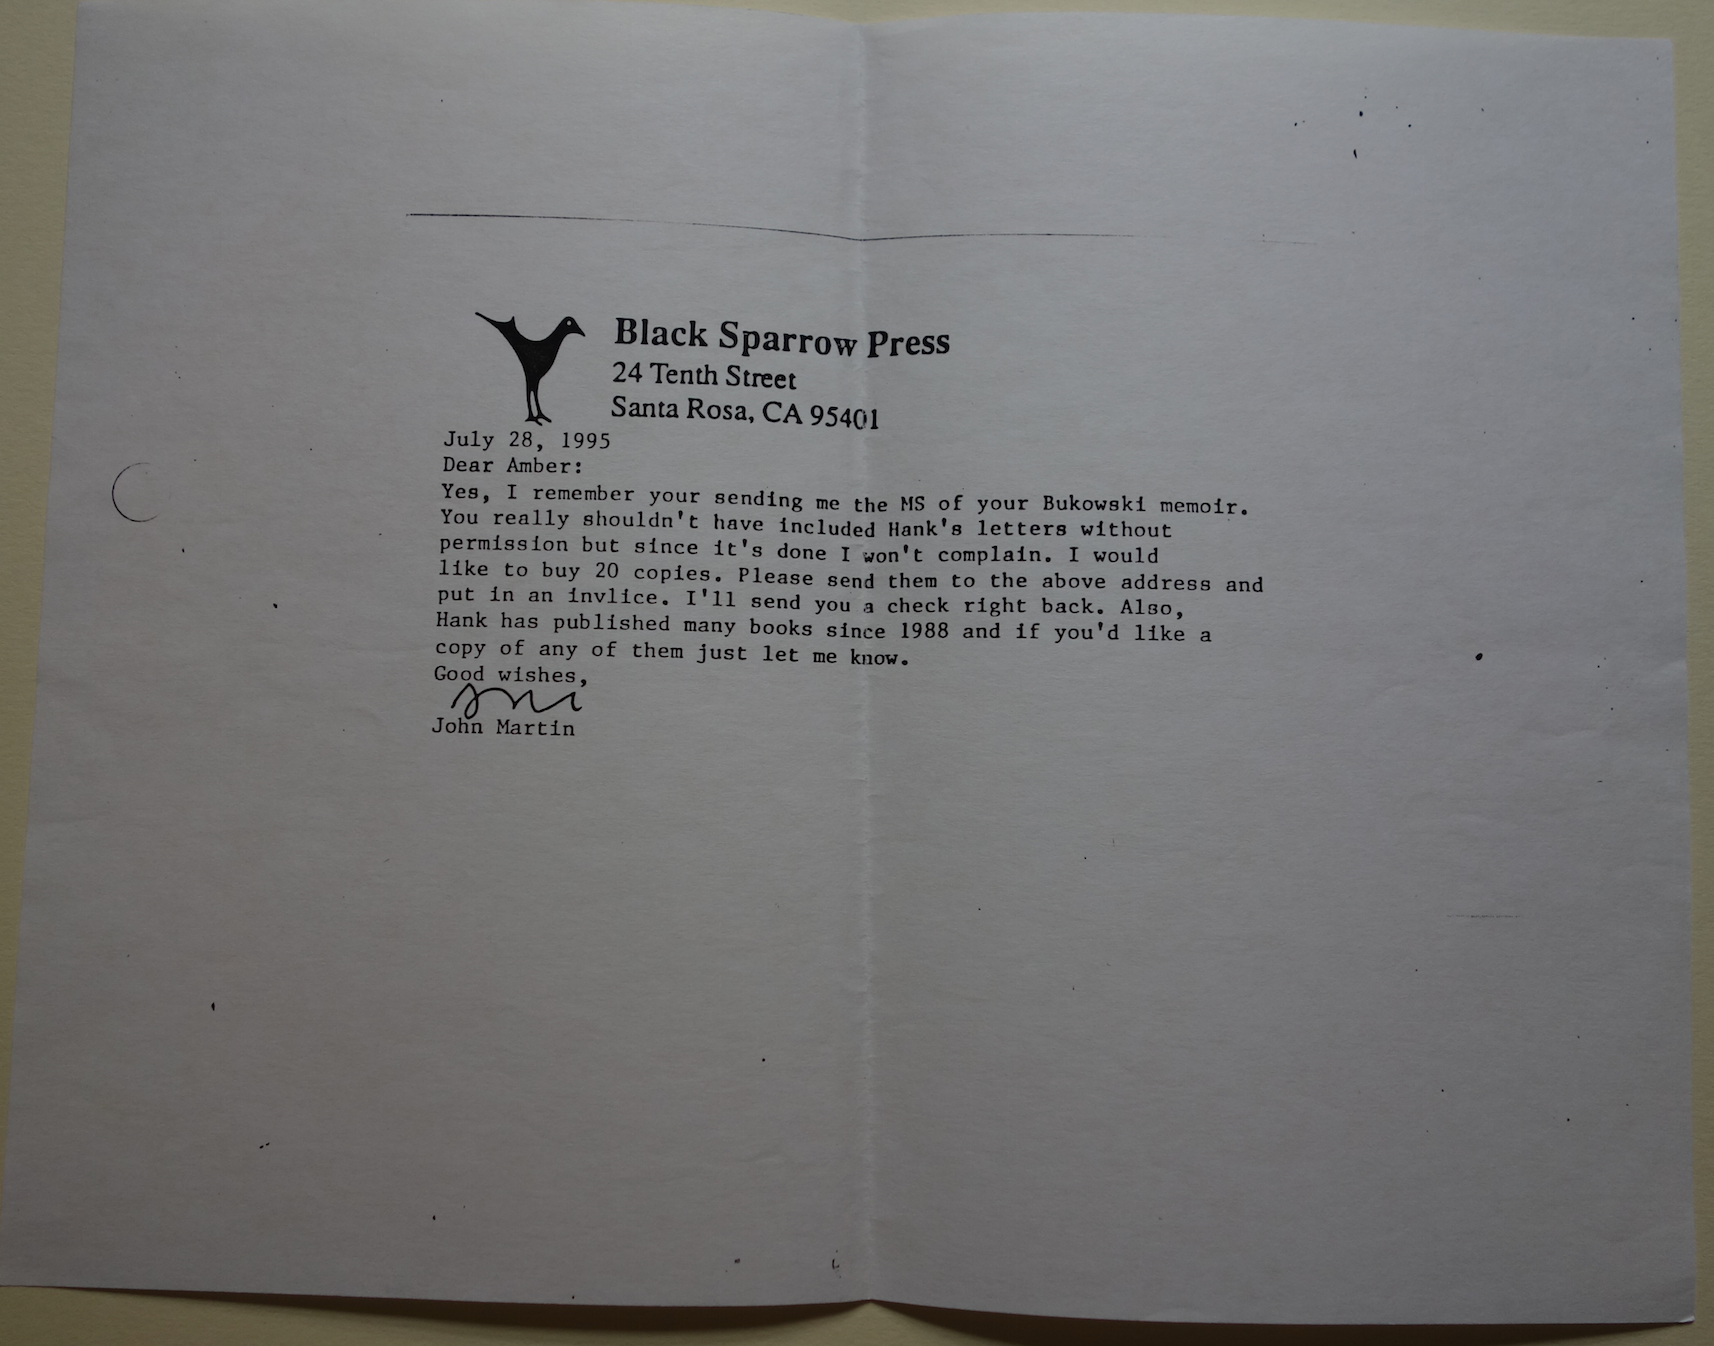 Black Sparrow Press
24 Tenth Street
Santa Rosa, CA 95401
July 28, 1995
Dear Amber:
Yes, I remember your sending me the MS of your Bukowski memoir.
You really shouldn't have included Hank's letters without
permission but since it's done I won't complain. I would
like to buy 20 copies. Please send them to the above address and
put in an invlice. I'll send you a check right back. Also,
Hank has published many books since 1988 and if you'd like a
copy of any of them just let me know.
Good wishes,
John Martin